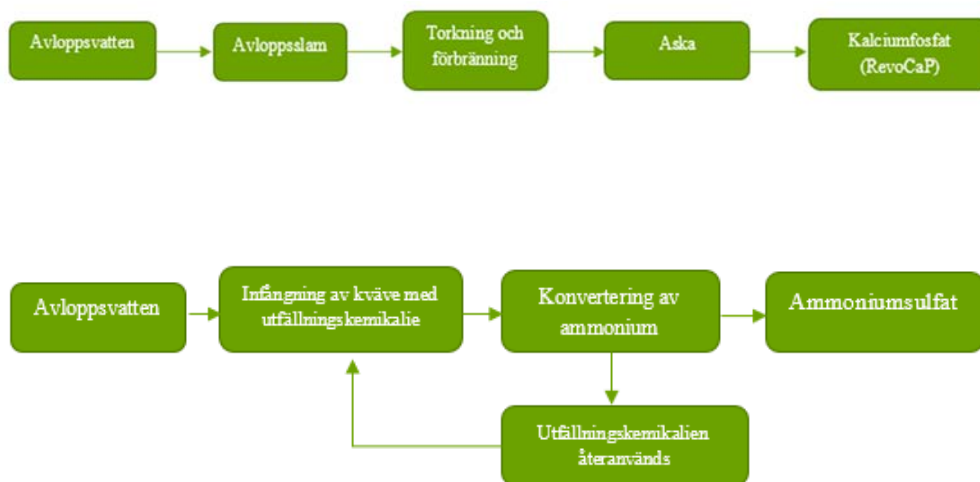 Avloppsvatten
Avloppsslam
Torkning och
förbränning
Aska
Kalciumfosfat
(RevoCaP)
Avloppsvatten
Infångning av kväve med
utfällningskemikalie
Konvertering av
ammonium
Ammoniumsulfat
Utfällningskemikalien
återanvänds